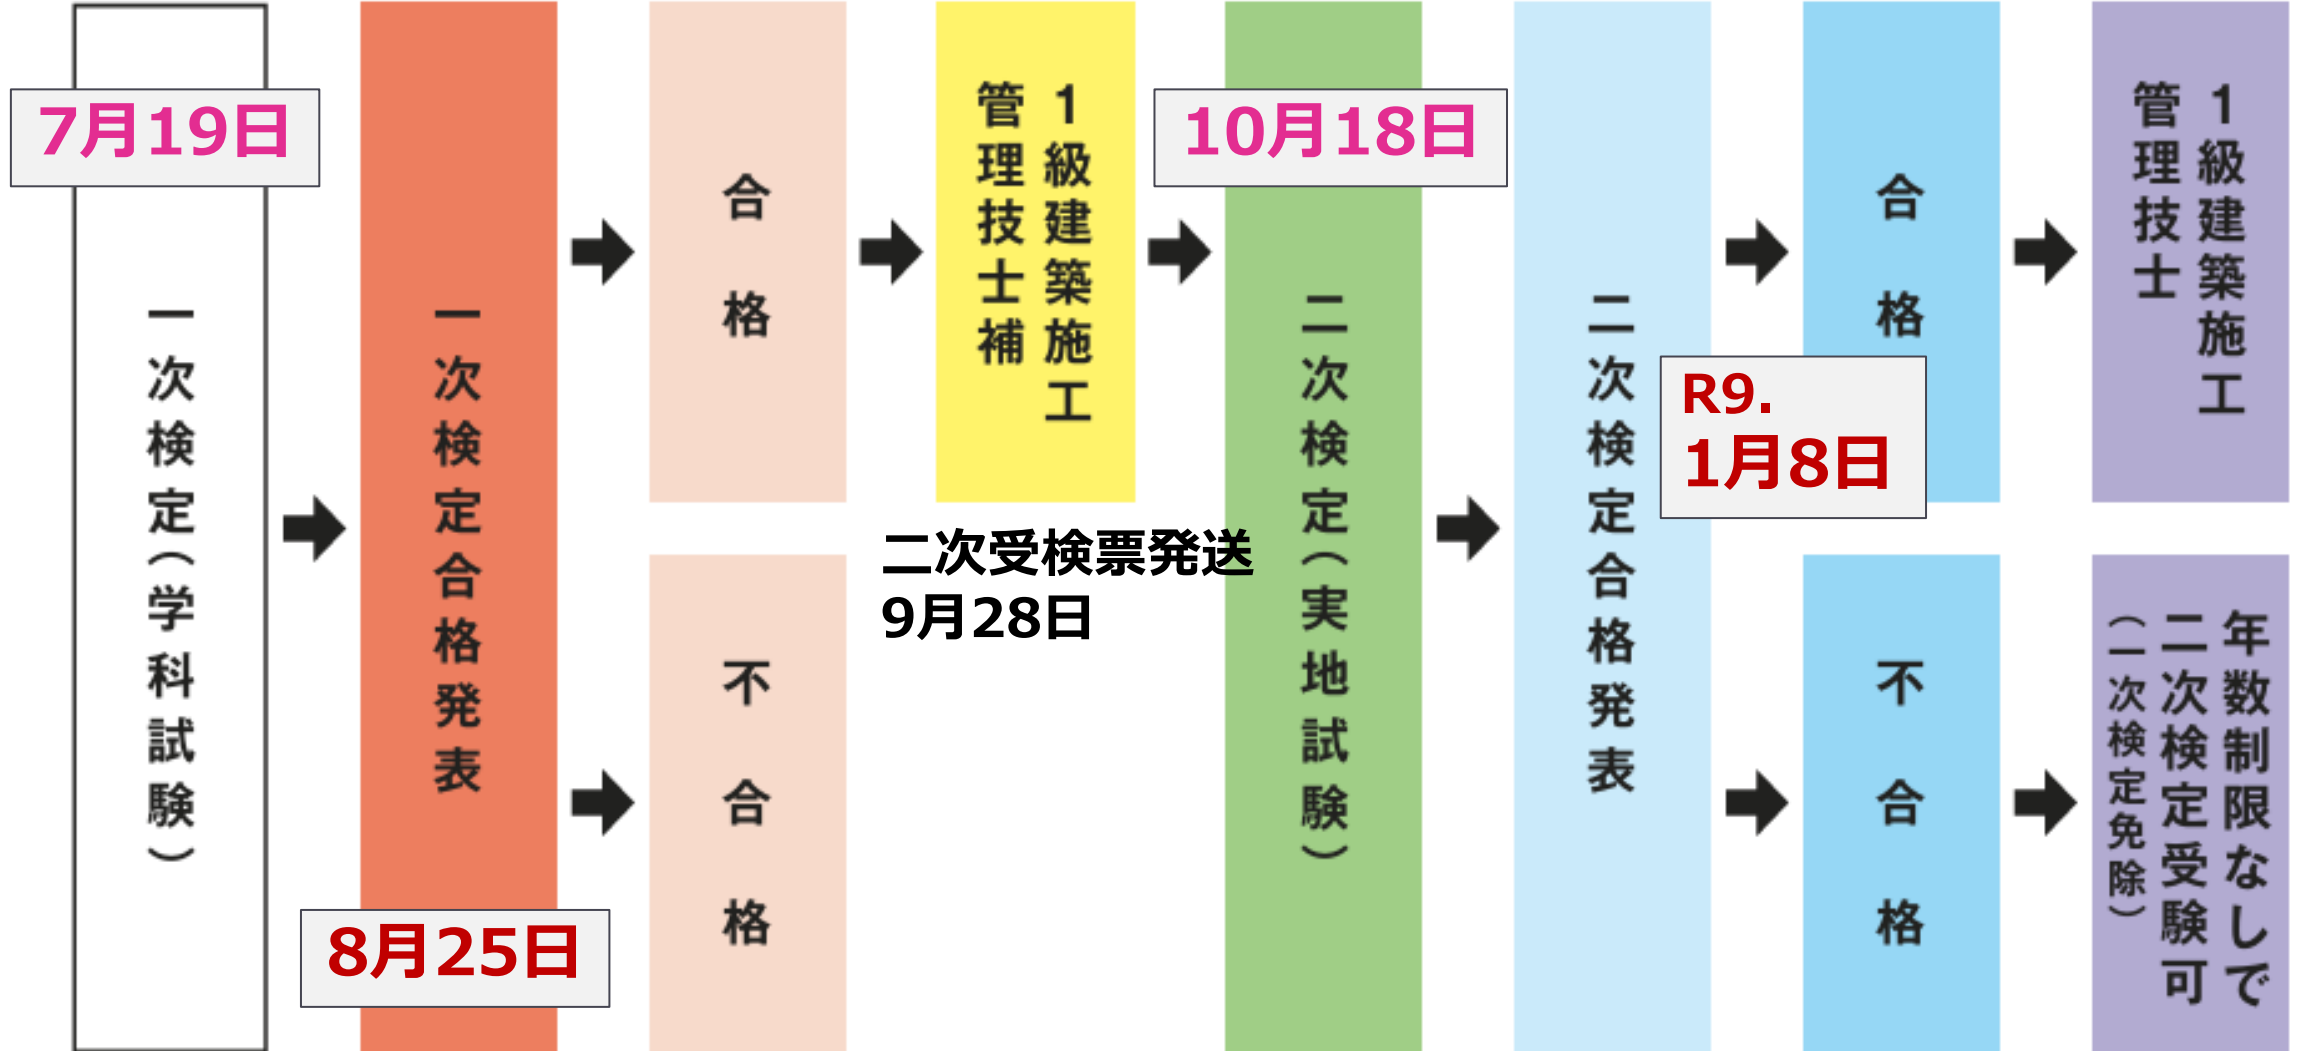 7月19日
一次検定（学科試験）
一次検定合格発表
8月25日
合格
不合格
1級建築施工
管理技士補
二次受検票発送
9月28日
10月18日
二次検定（実地試験）
二次検定合格発表
R9.
1月8日
合格
不合格
1級建築施工
管理技士
年数制限なしで
二次検定受験可
（一次検定免除）